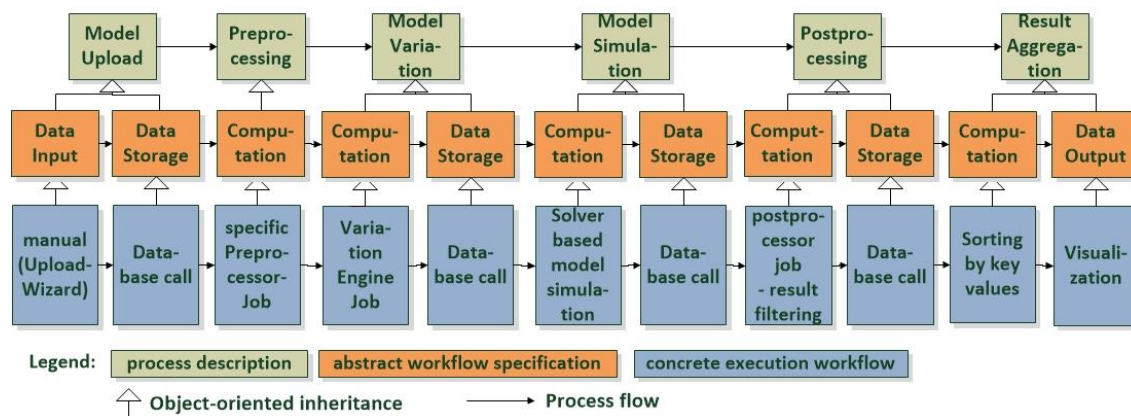 Model
Upload
Prepro-
cessing
Model
Varia-
tion
Model
Simula-
tion
Postpro-
cessing
Result
Aggrega-
tion
Data
Input
Data
Storage
Compu-
tation
Compu-
tation
Data
Storage
Compu-
tation
Data
Storage
Computt-
ation
Data
Storage
Compu-
tation
Data
Output
manual
(Upload-
Wizard)
Data-
base call
specific
Prepro-
cessor-
Job
Variation
Engine
Job
Data-
base call
Solver
based
model
simula-
tion
Data-
base call
postpro-
cessor
job
- result
filtering
Data-
base call
Sorting
by key
values
Visuali-
zation
Legend:
process description
abstract workflow specification
concrete execution workflow
Object-oriented inheritance
Process flow